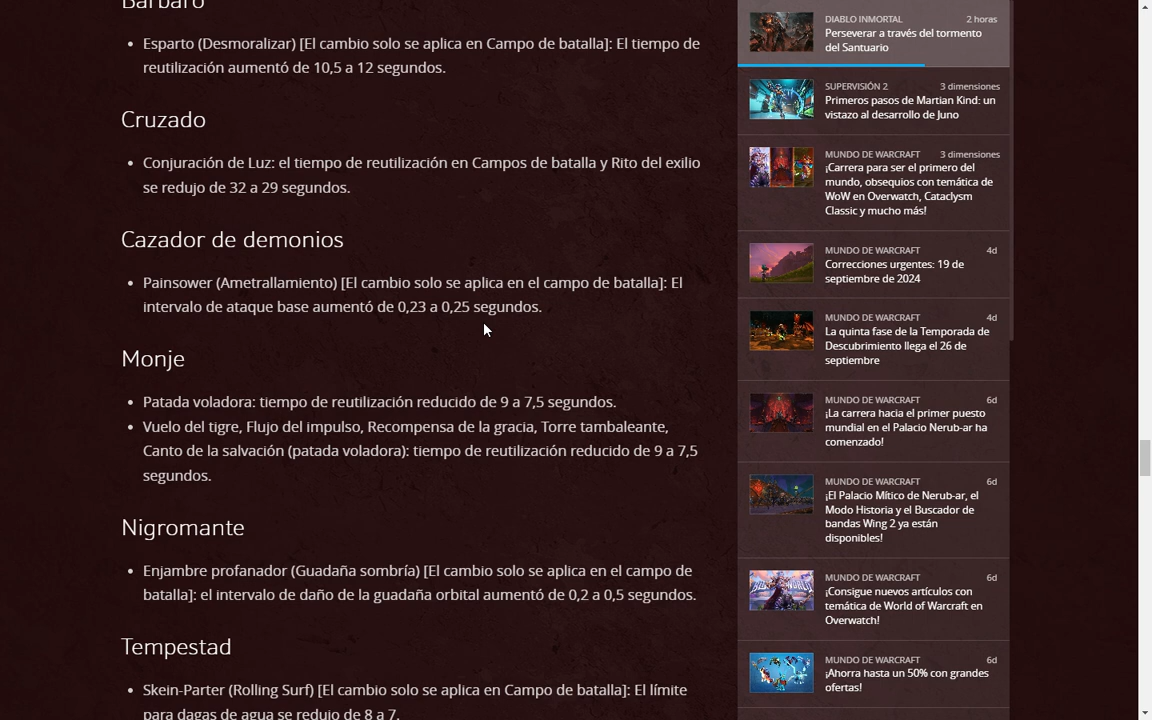 Bárbaro
• Esparto (Desmoralizar) [El cambio solo se aplica en Campo de batalla]: El tiempo de
reutilización aumentó de 10,5 a 12 segundos.
Cruzado
• Conjuración de Luz: el tiempo de reutilización en Campos de batalla y Rito del exilio
se redujo de 32 a 29 segundos.
Cazador de demonios
• Painsower (Ametrallamiento) [El cambio solo se aplica en el campo de batalla]: El
intervalo de ataque base aumentó de 0,23 a 0,25 segundos.
Monje
• Patada voladora: tiempo de reutilización reducido de 9 a 7,5 segundos.
• Vuelo del tigre, Flujo del impulso, Recompensa de la gracia, Torre tambaleante,
Canto de la salvación (patada voladora): tiempo de reutilización reducido de 9 a 7,5
segundos.
Nigromante
• Enjambre profanador (Guadaña sombría) [El cambio solo se aplica en el campo de
batalla]: el intervalo de daño de la guadaña orbital aumentó de 0,2 a 0,5 segundos.
Tempestad
• Skein-Parter (Rolling Surf) [El cambio solo se aplica en Campo de batalla]: El límite
para dagas de agua se redujo de 8 a 7.
DIABLO INMORTAL 2 horas
Perseverar a través del tormento
del Santuario
SUPERVISIÓN 2 3 dimensiones
Primeros pasos de Martian Kind: un
vistazo al desarrollo de Juno
MUNDO DE WARCRAFT 3 dimensiones
¡Carrera para ser el primero del
mundo, obsequios con temática de
WoW en Overwatch, Cataclysm
Classic y mucho más!
MUNDO DE WARCRAFT 4d
Correcciones urgentes: 19 de
septiembre de 2024
MUNDO DE WARCRAFT 4d
La quinta fase de la Temporada de
Descubrimiento llega el 26 de
septiembre
MUNDO DE WARCRAFT 6d
¡La carrera hacia el primer puesto
mundial en el Palacio Nerub-ar ha
comenzado!
MUNDO DE WARCRAFT 6d
¡El Palacio Mítico de Nerub-ar, el
Modo Historia y el Buscador de
bandas Wing 2 ya están
disponibles!
MUNDO DE WARCRAFT 6d
¡Consigue nuevos artículos con
temática de World of Warcraft en
Overwatch!
MUNDO DE WARCRAFT 6d
¡Ahorra hasta un 50% con grandes
ofertas!